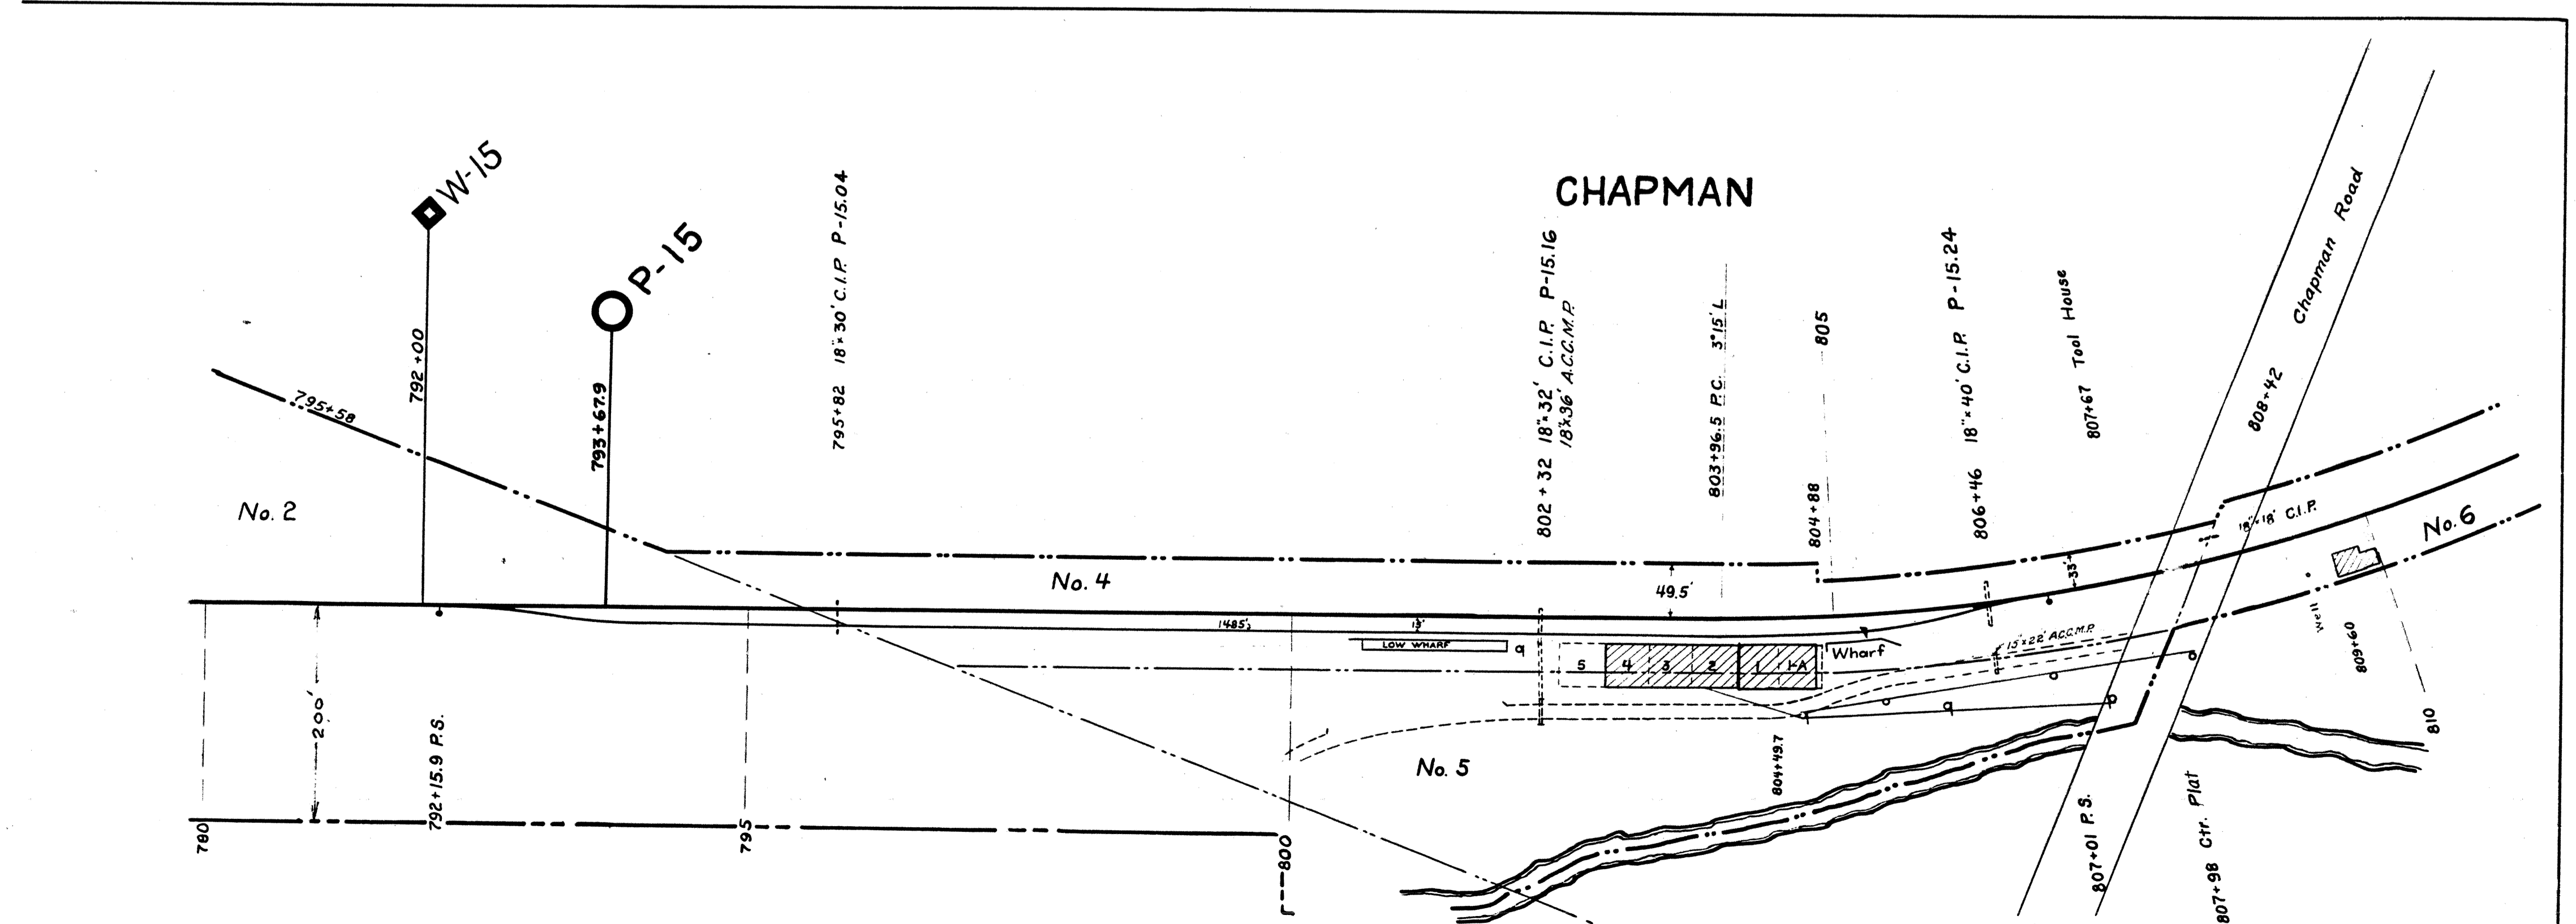 CHAPMAN
W-15
P-15
792+00
793+67.9
795+58
795+82 18"x30' C.I.P. P-15.04
802+32 18"x32' C.I.P. P-15.16
18"x36' A.C.C.M.P.
803+96.5 P.C. 3°15' L
805
804+88
806+46 18"x40' C.I.P. P-15.24
807+67 Tool House
Chapman Road
808+42
No. 2
No. 4
49.5'
33'
18"x18' C.I.P.
No. 6
1485'
13'
LOW WHARF
5
4
3
2
1
1-A
Wharf
15"x22' A.C.C.M.P.
Well
809+60
810
200'
792+15.9 P.S.
No. 5
804+49.7
780
795
800
807+01 P.S.
807+98 Ctr. Plat